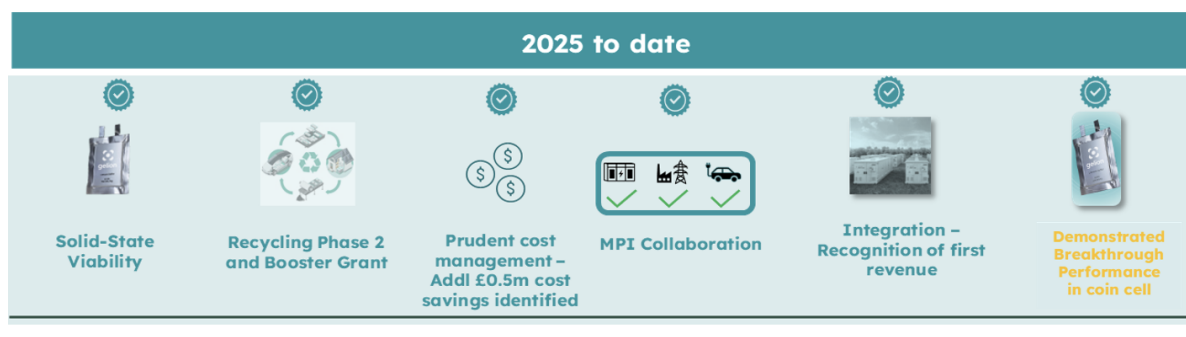 2025 to date
Solid-State
Viability
Recycling Phase 2
and Booster Grant
$
$
$
Prudent cost
management –
Addl £0.5m cost
savings identified
MPI Collaboration
Integration –
Recognition of first
revenue
Demonstrated
Breakthrough
Performance
in coin cell